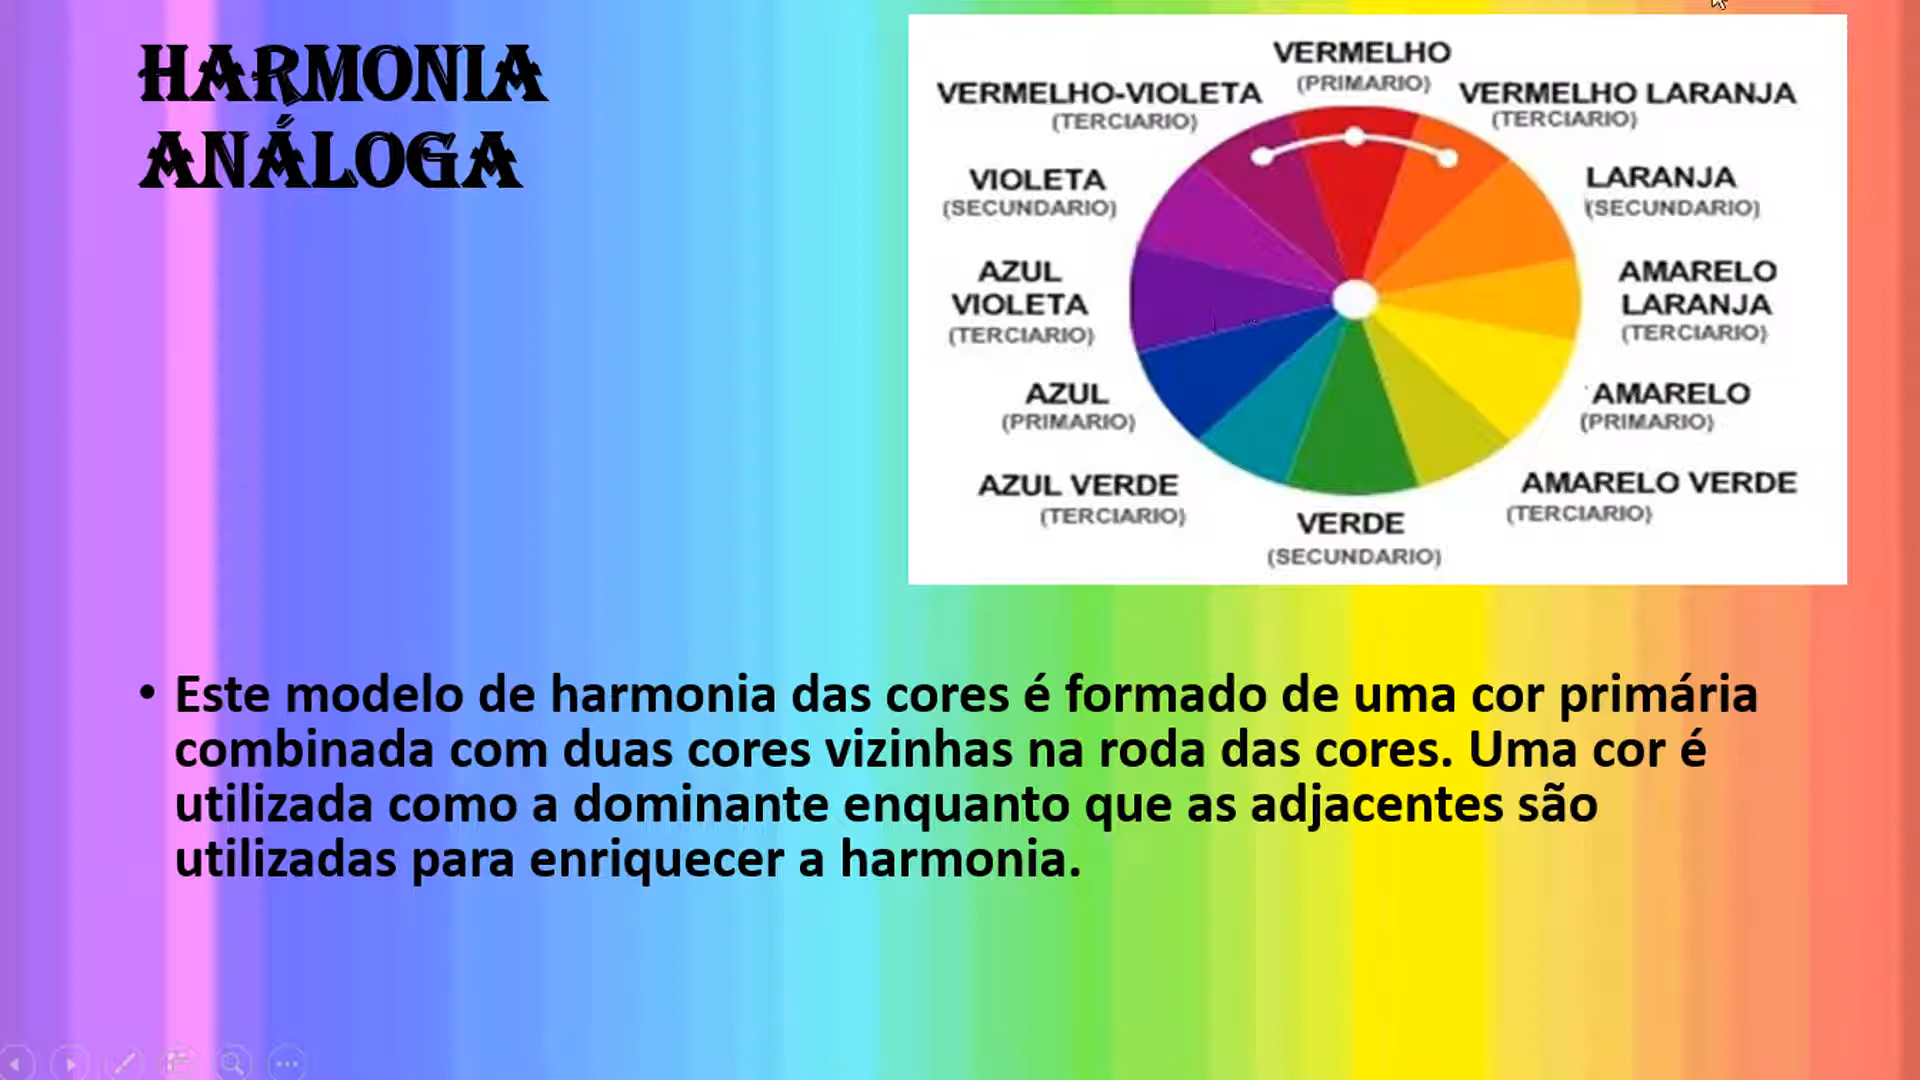 HARMONIA
ANÁLOGA
VERMELHO
(PRIMARIO)
VERMELHO-VIOLETA
(TERCIARIO)
VERMELHO LARANJA
(TERCIARIO)
VIOLETA
(SECUNDARIO)
LARANJA
(SECUNDARIO)
AZUL
VIOLETA
(TERCIARIO)
AMARELO
LARANJA
(TERCIARIO)
AZUL
(PRIMARIO)
AMARELO
(PRIMARIO)
AZUL VERDE
(TERCIARIO)
AMARELO VERDE
(TERCIARIO)
VERDE
(SECUNDARIO)
• Este modelo de harmonia das cores é formado de uma cor primária
combinada com duas cores vizinhas na roda das cores. Uma cor é
utilizada como a dominante enquanto que as adjacentes são
utilizadas para enriquecer a harmonia.